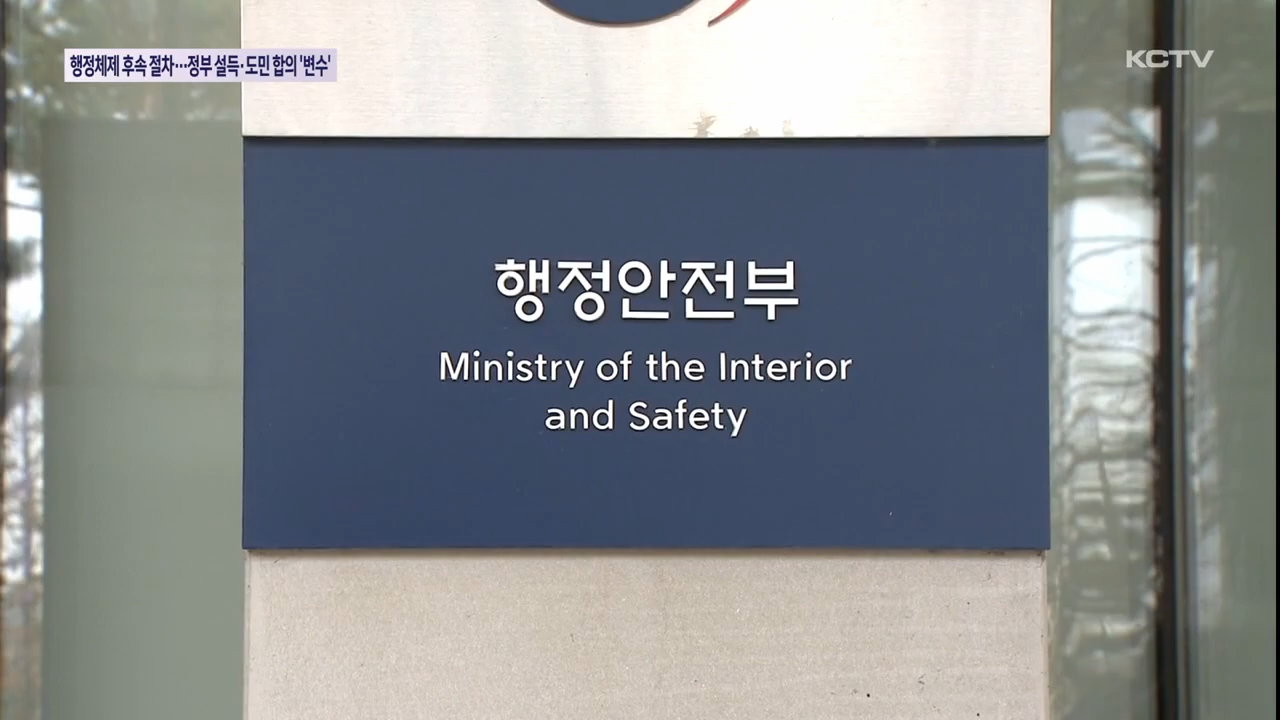 행정체제 후속 절차…정부 설득·도민 합의 '변수'
KCTV
행정안전부
Ministry of the Interior
and Safety